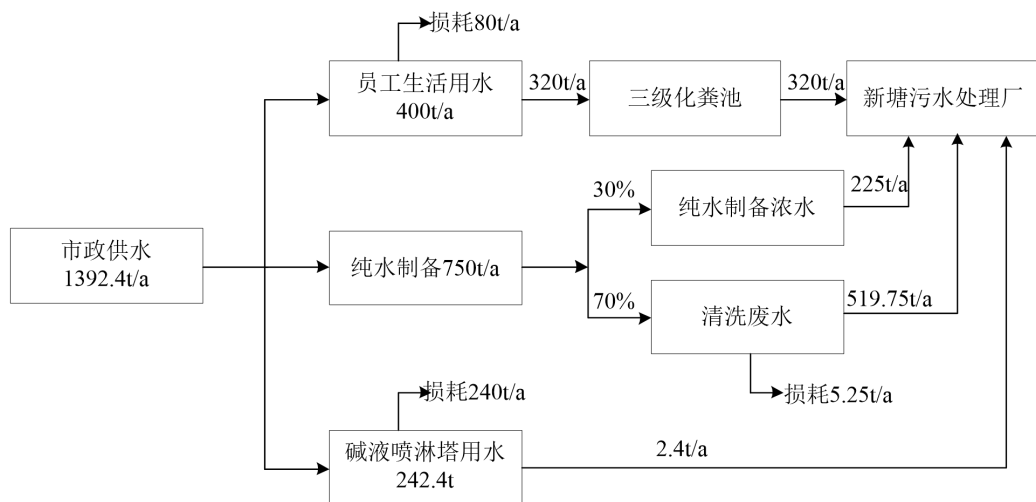 损耗80t/a
员工生活用水
400t/a
320t/a
三级化粪池
320t/a
新塘污水处理厂
30%
纯水制备浓水
225t/a
市政供水
1392.4t/a
纯水制备750t/a
70%
清洗废水
519.75t/a
损耗5.25t/a
损耗240t/a
碱液喷淋塔用水
242.4t
2.4t/a